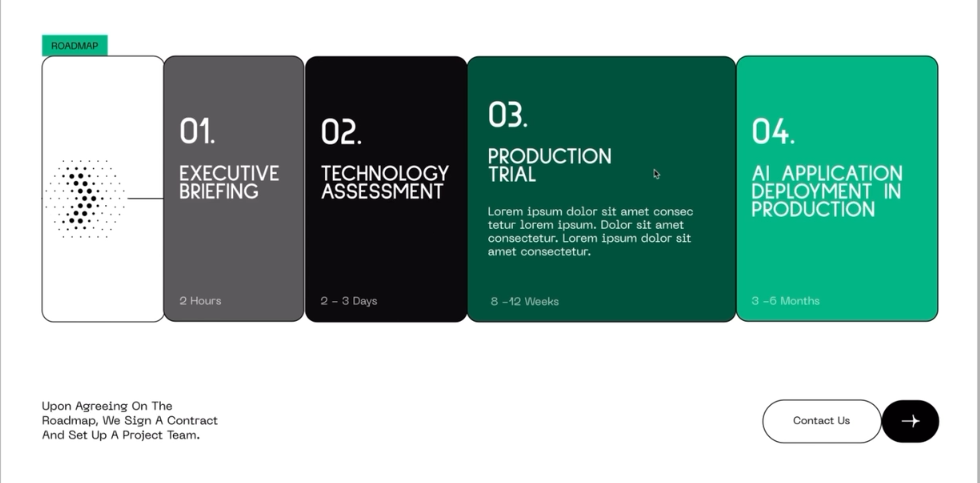 ROADMAP
01.
EXECUTIVE
BRIEFING
2 Hours
02.
TECHNOLOGY
ASSESSMENT
2 – 3 Days
03.
PRODUCTION
TRIAL
Lorem ipsum dolor sit amet consec
tetur lorem ipsum. Dolor sit amet
consectetur. Lorem ipsum dolor sit
amet consectetur.
8 –12 Weeks
04.
AI APPLICATION
DEPLOYMENT IN
PRODUCTION
3 –6 Months
Upon Agreeing On The
Roadmap, We Sign A Contract
And Set Up A Project Team.
Contact Us